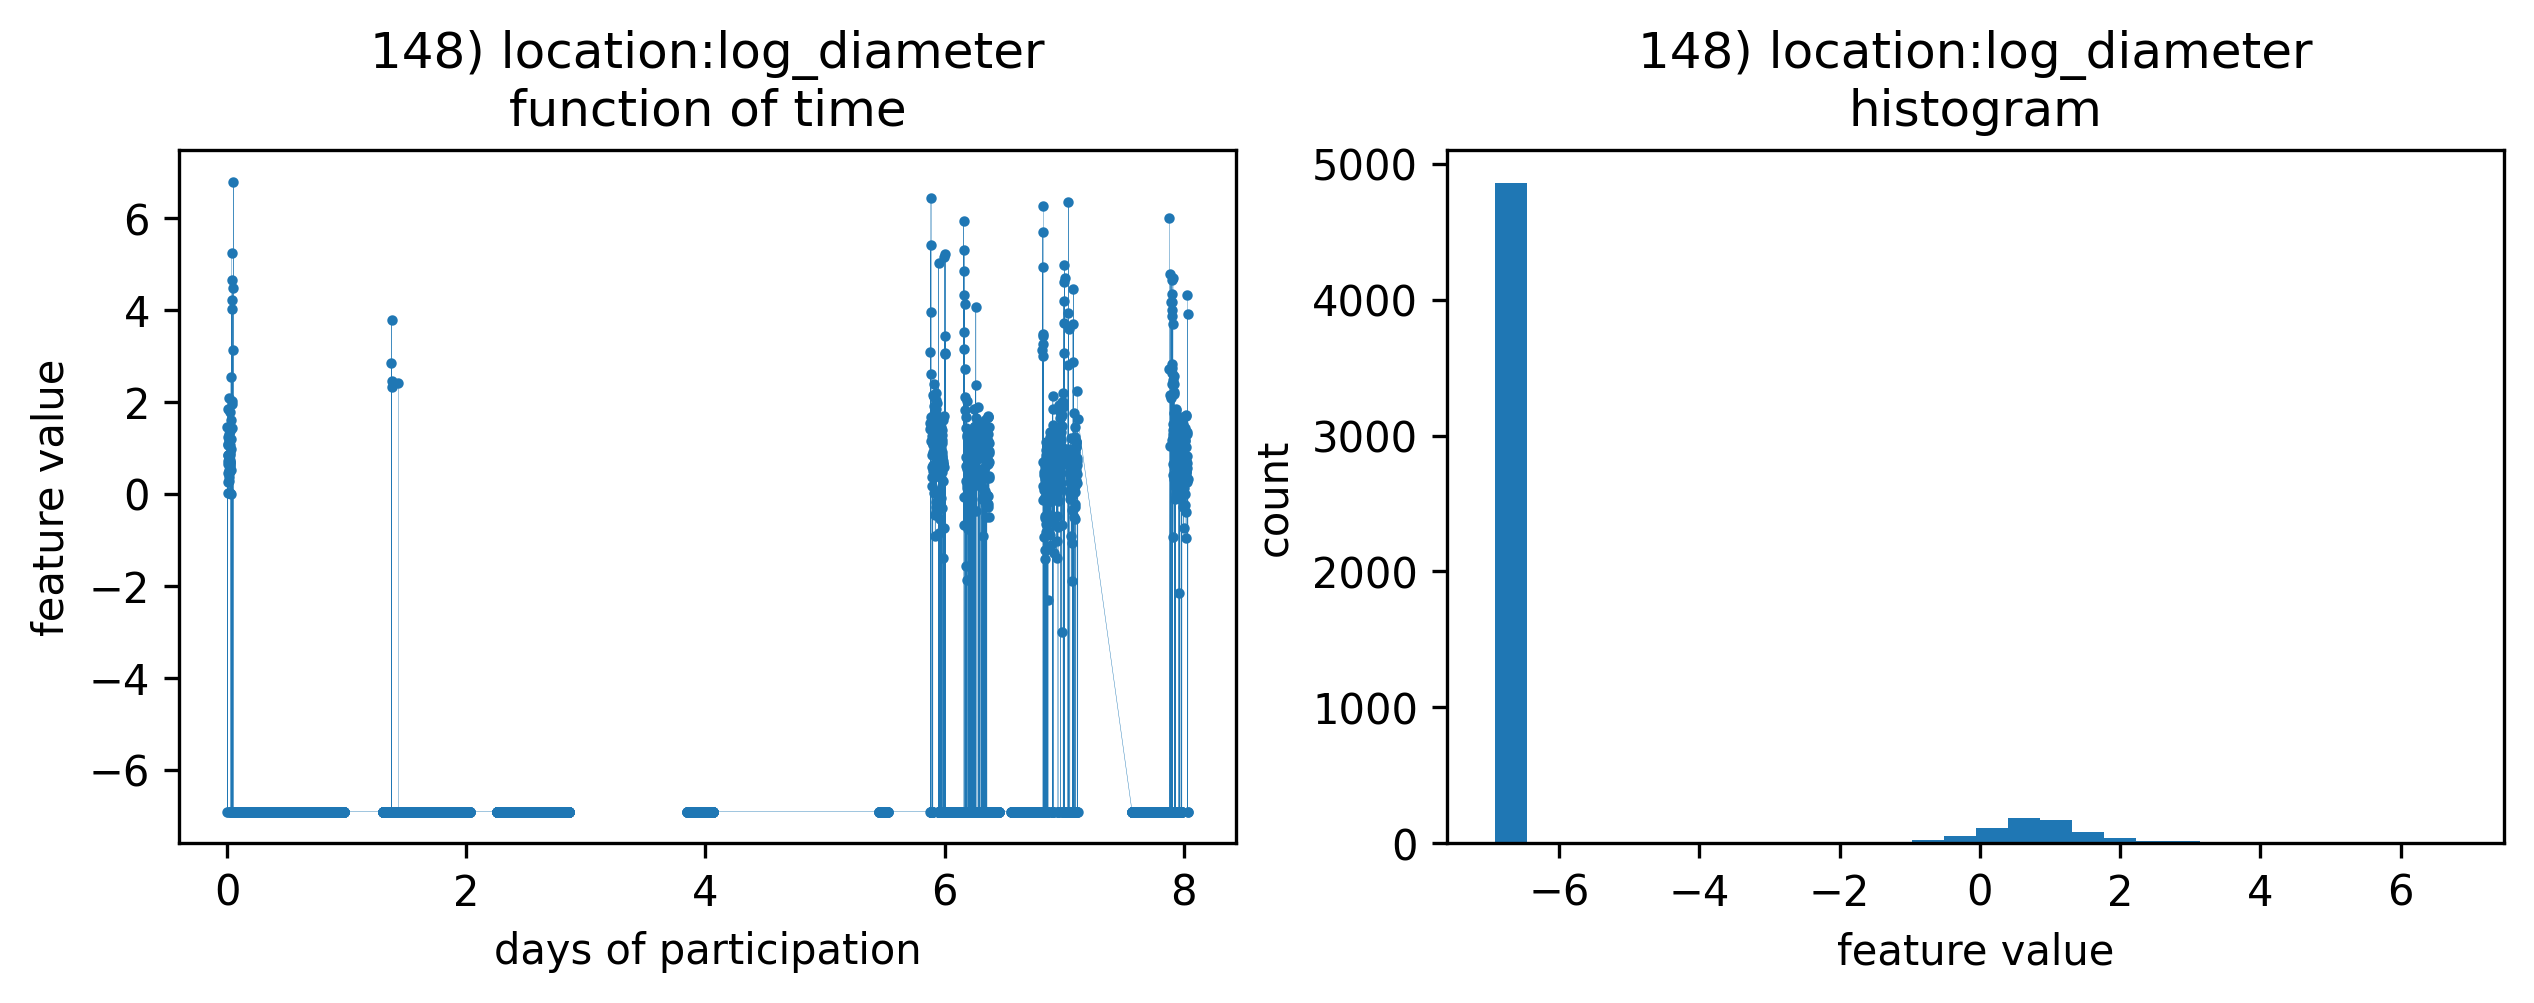 148) location:log_diameter
function of time
feature value
6
4
2
0
−2
−4
−6
0 2 4 6 8
days of participation
148) location:log_diameter
histogram
count
5000
4000
3000
2000
1000
0
−6 −4 −2 0 2 4 6
feature value